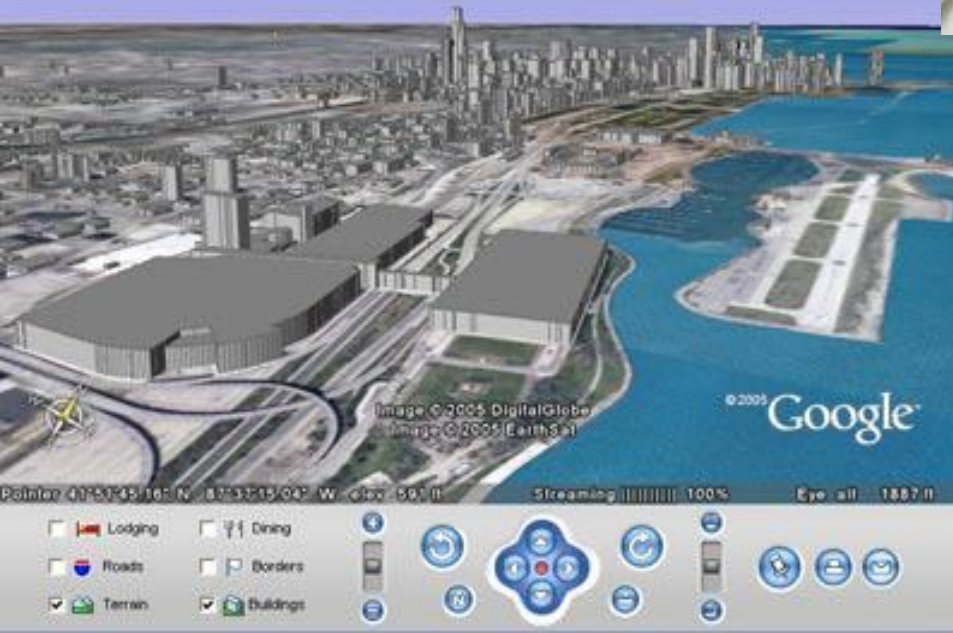 Image © 2005 DigitalGlobe
Image © 2005 EarthSat
© 2005 Google
Pointer 41°51'45.16" N 87°37'15.04" W elev 591 ft Streaming |||||||||| 100% Eye alt 1887 ft
Lodging Dining
Roads Borders
Terrain Buildings
N